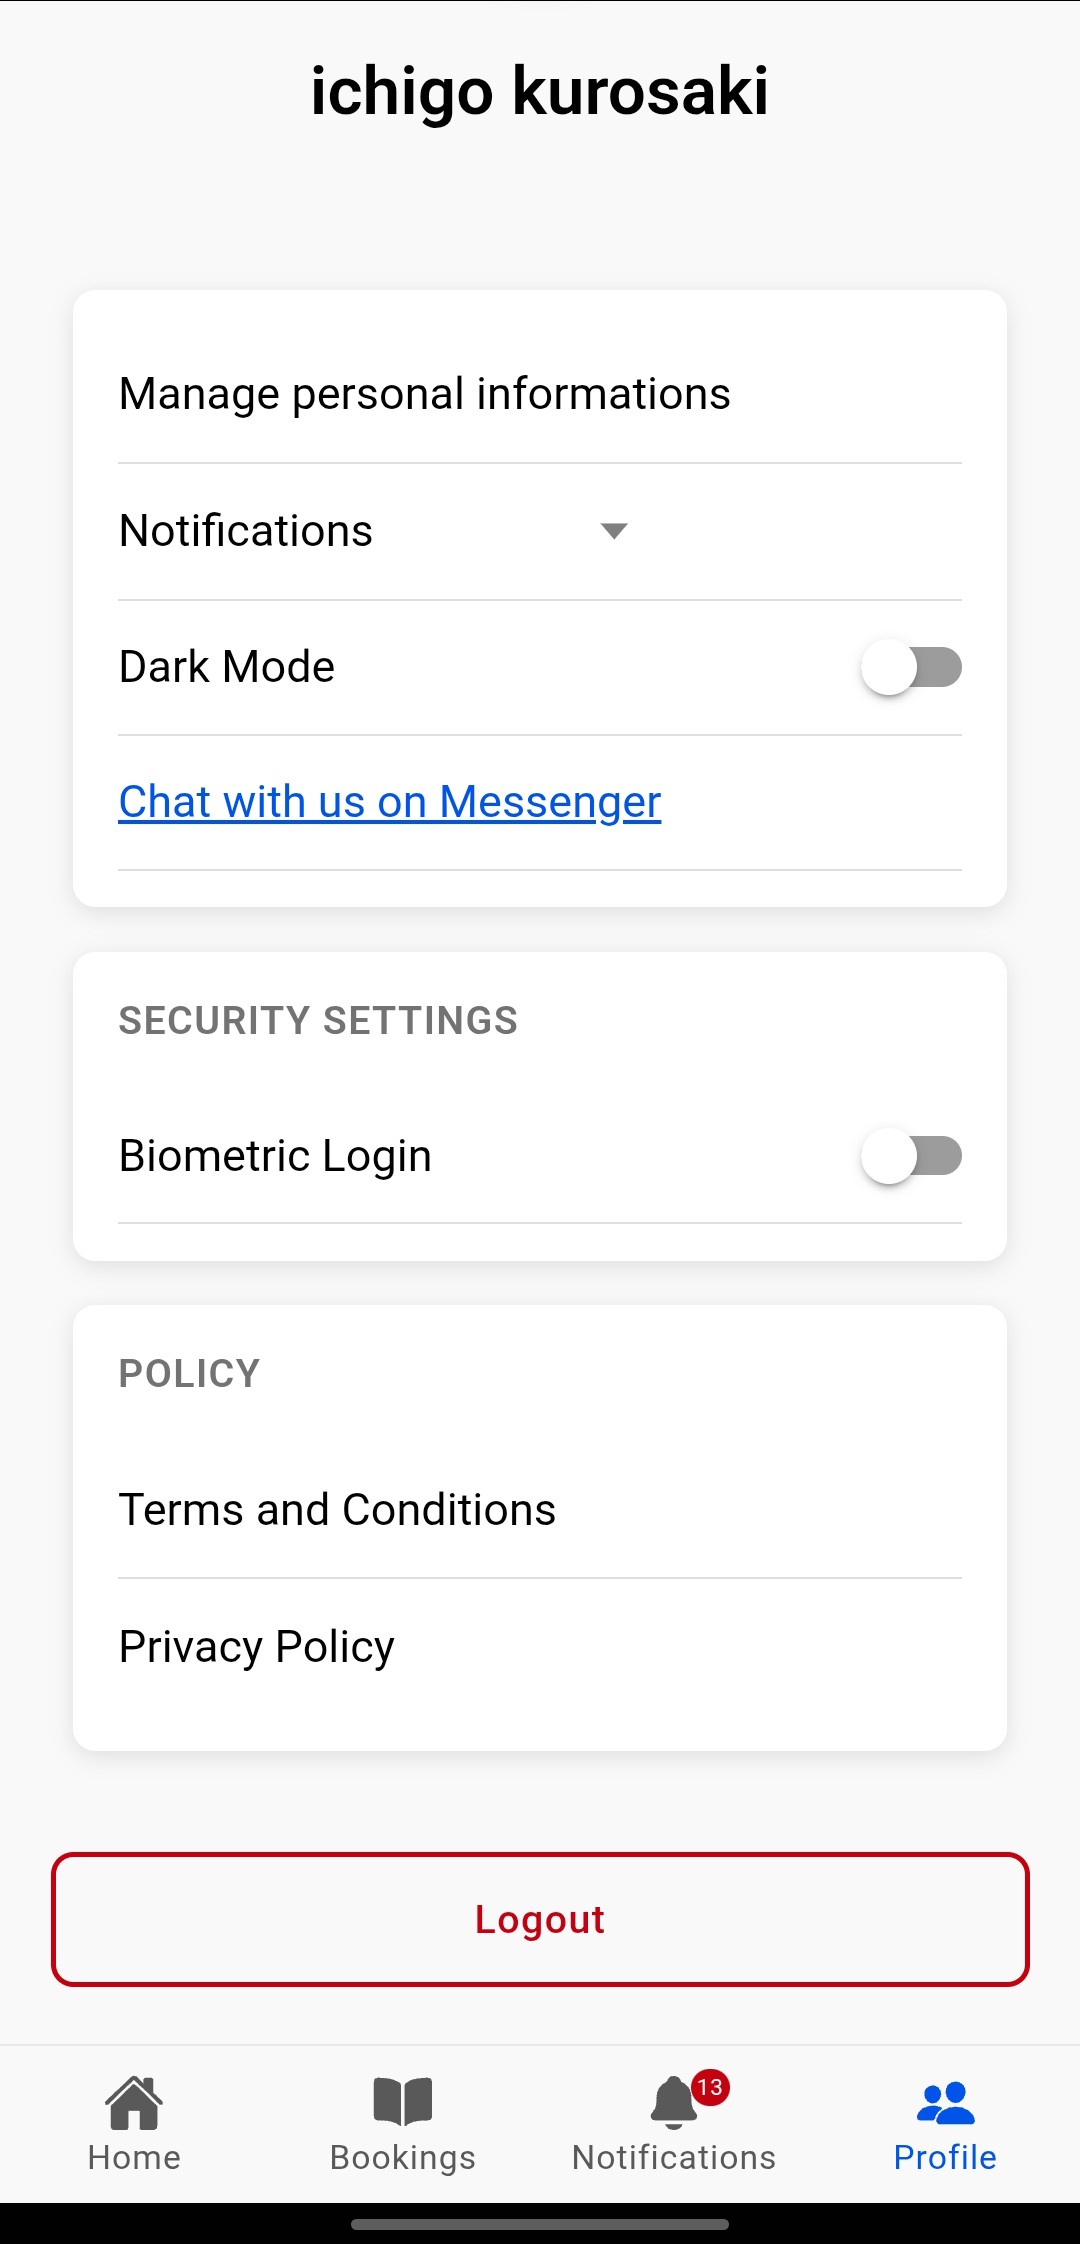 ichigo kurosaki
Manage personal informations
Notifications
Dark Mode
Chat with us on Messenger
SECURITY SETTINGS
Biometric Login
POLICY
Terms and Conditions
Privacy Policy
Logout
13
Home
Bookings
Notifications
Profile